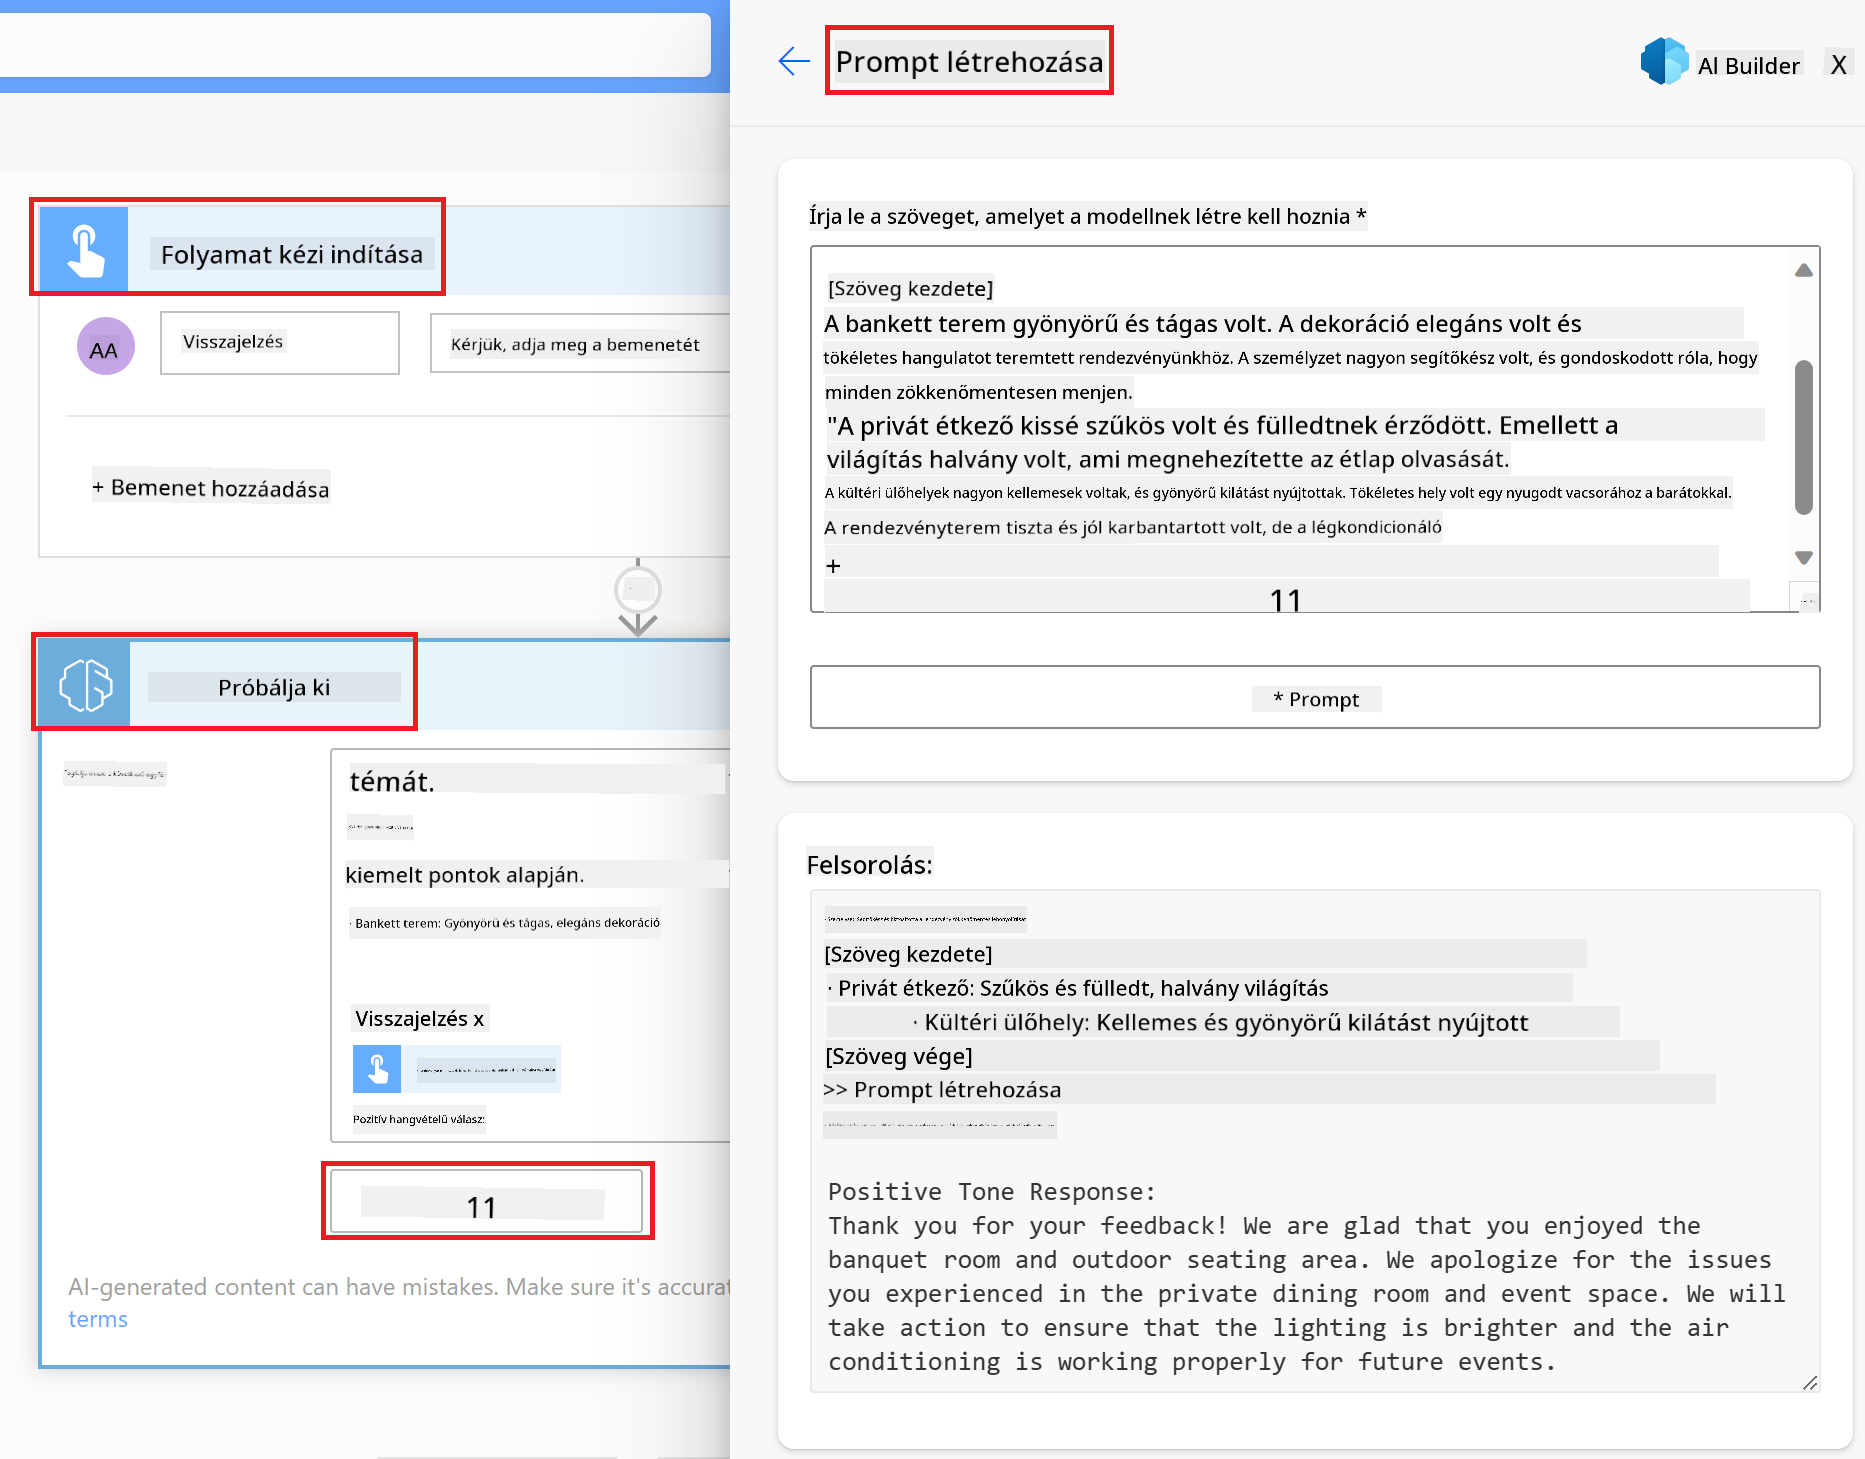 Folyamat kézi indítása
AA
Visszajelzés
Kérjük, adja meg a bemenetét
+ Bemenet hozzáadása
Próbálja ki
témát.
kiemelt pontok alapján.
· Bankett terem: Gyönyörű és tágas, elegáns dekoráció
Visszajelzés x
Pozitív hangvételű válasz:
11
AI-generated content can have mistakes. Make sure it's accurat
terms
Prompt létrehozása
Al Builder
X
Írja le a szöveget, amelyet a modellnek létre kell hoznia *
[Szöveg kezdete]
A bankett terem gyönyörű és tágas volt. A dekoráció elegáns volt és
tökéletes hangulatot teremtett rendezvényünkhöz. A személyzet nagyon segítőkész volt, és gondoskodott róla, hogy
minden zökkenőmentesen menjen.
"A privát étkező kissé szűkös volt és fülledtnek érződött. Emellett a
világítás halvány volt, ami megnehezítette az étlap olvasását.
A kültéri ülőhelyek nagyon kellemesek voltak, és gyönyörű kilátást nyújtottak. Tökéletes hely volt egy nyugodt vacsorához a barátokkal.
A rendezvényterem tiszta és jól karbantartott volt, de a légkondicionáló
+
11
* Prompt
Felsorolás:
[Szöveg kezdete]
· Privát étkező: Szűkös és fülledt, halvány világítás
· Kültéri ülőhely: Kellemes és gyönyörű kilátást nyújtott
[Szöveg vége]
>> Prompt létrehozása
Positive Tone Response:
Thank you for your feedback! We are glad that you enjoyed the
banquet room and outdoor seating area. We apologize for the issues
you experienced in the private dining room and event space. We will
take action to ensure that the lighting is brighter and the air
conditioning is working properly for future events.